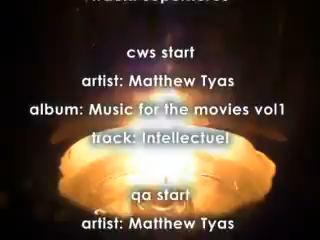 cws start
artist: Matthew Tyas
album: Music for the movies vol1
track: Intellectuel
qa start
artist: Matthew Tyas